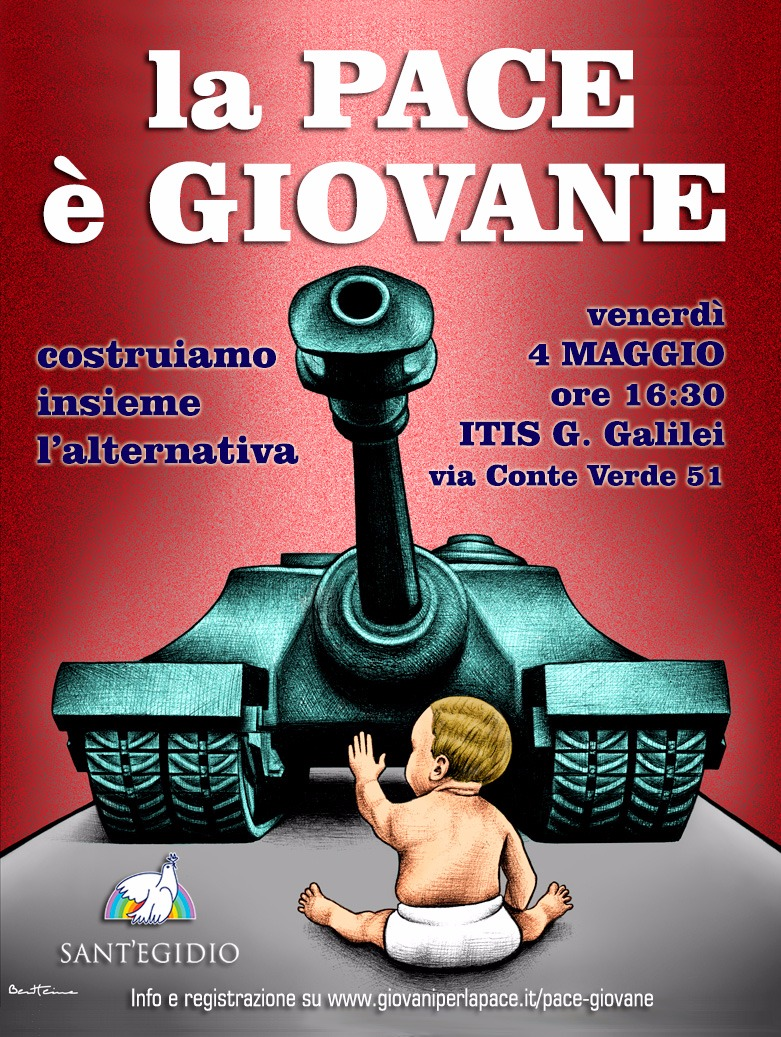 la PACE
è GIOVANE
costruiamo
insieme
l'alternativa
venerdì
4 MAGGIO
ore 16:30
ITIS G. Galilei
via Conte Verde 51
SANT'EGIDIO
Info e registrazione su www.giovaniperlapace.it/pace-giovane